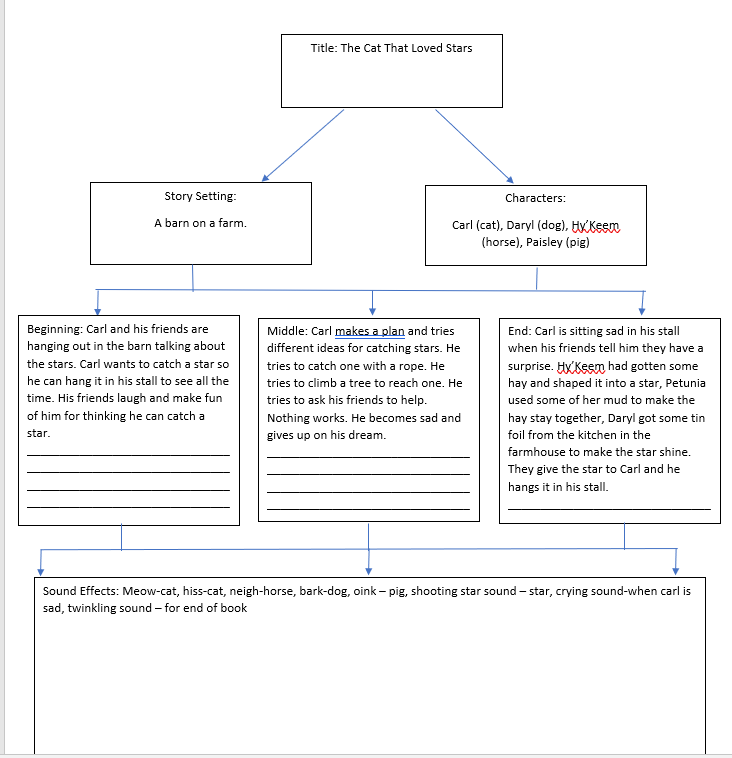 Title: The Cat That Loved Stars
Story Setting:
A barn on a farm.
Characters:
Carl (cat), Daryl (dog), Hy'Keem
(horse), Paisley (pig)
Beginning: Carl and his friends are
hanging out in the barn talking about
the stars. Carl wants to catch a star so
he can hang it in his stall to see all the
time. His friends laugh and make fun
of him for thinking he can catch a
star.
Middle: Carl makes a plan and tries
different ideas for catching stars. He
tries to catch one with a rope. He
tries to climb a tree to reach one. He
tries to ask his friends to help.
Nothing works. He becomes sad and
gives up on his dream.
End: Carl is sitting sad in his stall
when his friends tell him they have a
surprise. Hy'Keem had gotten some
hay and shaped it into a star, Petunia
used some of her mud to make the
hay stay together, Daryl got some tin
foil from the kitchen in the
farmhouse to make the star shine.
They give the star to Carl and he
hangs it in his stall.
Sound Effects: Meow-cat, hiss-cat, neigh-horse, bark-dog, oink – pig, shooting star sound – star, crying sound-when carl is
sad, twinkling sound – for end of book